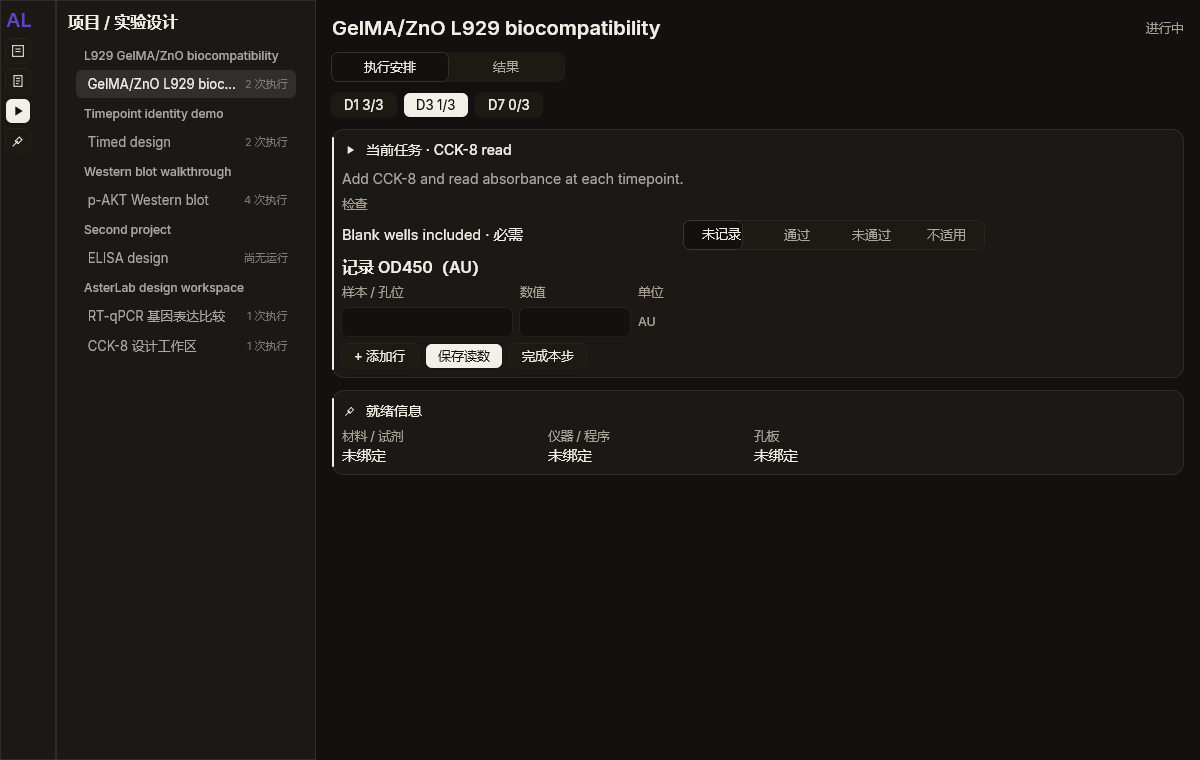 AL
项目 / 实验设计
L929 GelMA/ZnO biocompatibility
GelMA/ZnO L929 bioc... 2 次执行
Timepoint identity demo
Timed design 2 次执行
Western blot walkthrough
p-AKT Western blot 4 次执行
Second project
ELISA design 尚无运行
AsterLab design workspace
RT-qPCR 基因表达比较 1 次执行
CCK-8 设计工作区 1 次执行
GelMA/ZnO L929 biocompatibility 进行中
执行安排 结果
D1 3/3 D3 1/3 D7 0/3
当前任务 · CCK-8 read
Add CCK-8 and read absorbance at each timepoint.
检查
Blank wells included · 必需 未记录 通过 未通过 不适用
记录 OD450（AU）
样本 / 孔位 数值 单位
AU
+ 添加行 保存读数 完成本步
就绪信息
材料 / 试剂 仪器 / 程序 孔板
未绑定 未绑定 未绑定